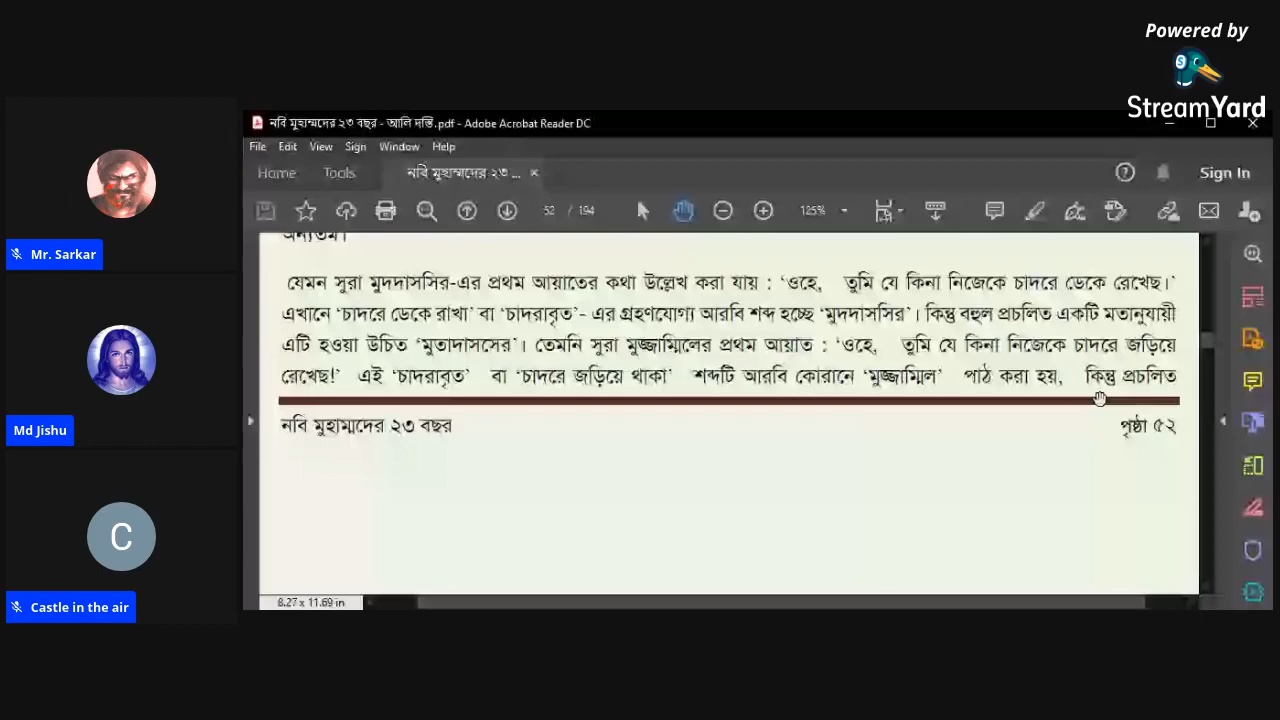 Powered by
StreamYard
নবি মুহাম্মদের ২৩ বছর - আলি দস্তি.pdf - Adobe Acrobat Reader DC
File Edit View Sign Window Help
Home Tools নবি মুহাম্মদের ২৩ ... × Sign In
52 / 194 125%
অন্যতম।
যেমন সুরা মুদদাসসির-এর প্রথম আয়াতের কথা উল্লেখ করা যায় : ‘ওহে, তুমি যে কিনা নিজেকে চাদরে ডেকে রেখেছ।’
এখানে ‘চাদরে ডেকে রাখা’ বা ‘চাদরাবৃত’- এর গ্রহণযোগ্য আরবি শব্দ হচ্ছে ‘মুদদাসসির’। কিন্তু বহুল প্রচলিত একটি মতানুযায়ী
এটি হওয়া উচিত ‘মুতাদাসসের’। তেমনি সুরা মুজ্জাম্মিলের প্রথম আয়াত : ‘ওহে, তুমি যে কিনা নিজেকে চাদরে জড়িয়ে
রেখেছ!’ এই ‘চাদরাবৃত’ বা ‘চাদরে জড়িয়ে থাকা’ শব্দটি আরবি কোরানে ‘মুজ্জাম্মিল’ পাঠ করা হয়, কিন্তু প্রচলিত
নবি মুহাম্মদের ২৩ বছর পৃষ্ঠা ৫২
8.27 x 11.69 in
Mr. Sarkar
Md Jishu
C
Castle in the air